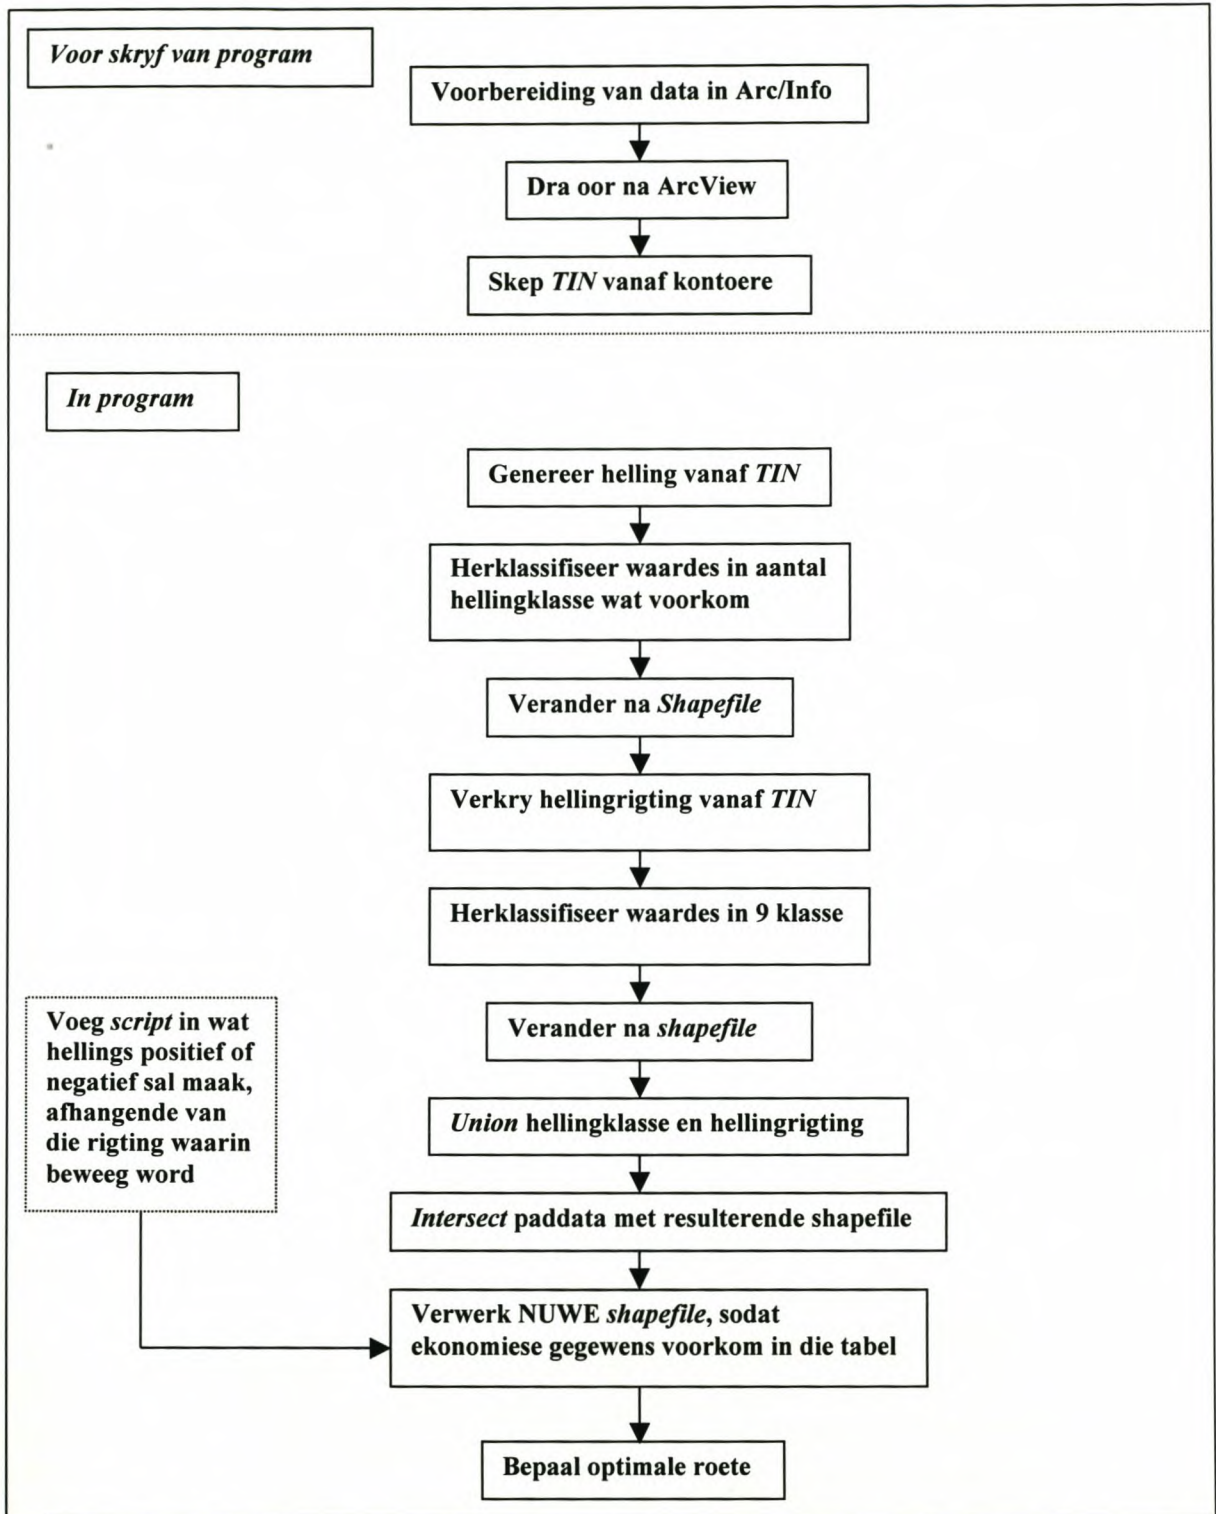 Voor skryf van program
Voorbereiding van data in Arc/Info
Dra oor na ArcView
Skep TIN vanaf kontoere
In program
Genereer helling vanaf TIN
Herklassifiseer waardes in aantal
hellingklasse wat voorkom
Verander na Shapefile
Verkry hellingrigting vanaf TIN
Herklassifiseer waardes in 9 klasse
Verander na shapefile
Union hellingklasse en hellingrigting
Intersect paddata met resulterende shapefile
Voeg script in wat
hellings positief of
negatief sal maak,
afhangende van
die rigting waarin
beweeg word
Verwerk NUWE shapefile, sodat
ekonomiese gegewens voorkom in die tabel
Bepaal optimale roete